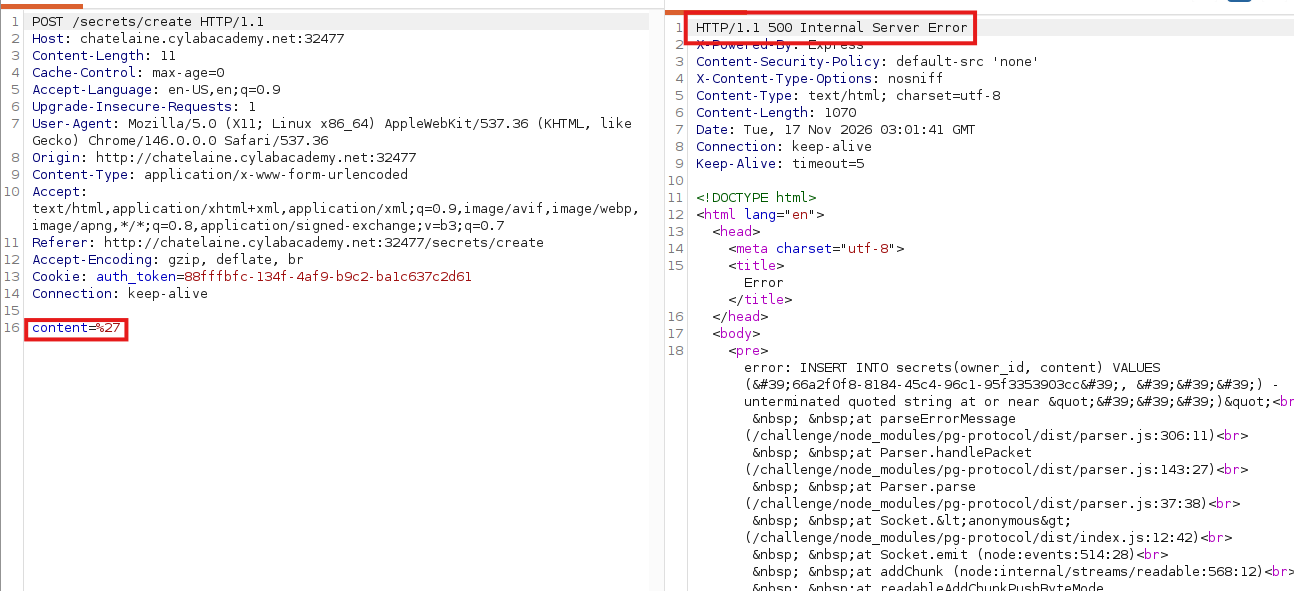 1 POST /secrets/create HTTP/1.1
2 Host: chatelaine.cylabacademy.net:32477
3 Content-Length: 11
4 Cache-Control: max-age=0
5 Accept-Language: en-US,en;q=0.9
6 Upgrade-Insecure-Requests: 1
7 User-Agent: Mozilla/5.0 (X11; Linux x86_64) AppleWebKit/537.36 (KHTML, like
Gecko) Chrome/146.0.0.0 Safari/537.36
8 Origin: http://chatelaine.cylabacademy.net:32477
9 Content-Type: application/x-www-form-urlencoded
10 Accept:
text/html,application/xhtml+xml,application/xml;q=0.9,image/avif,image/webp,
image/apng,*/*;q=0.8,application/signed-exchange;v=b3;q=0.7
11 Referer: http://chatelaine.cylabacademy.net:32477/secrets/create
12 Accept-Encoding: gzip, deflate, br
13 Cookie: auth_token=88fffbfc-134f-4af9-b9c2-ba1c637c2d61
14 Connection: keep-alive
15
16 content=%27
1 HTTP/1.1 500 Internal Server Error
2 X-Powered-By: Express
3 Content-Security-Policy: default-src 'none'
4 X-Content-Type-Options: nosniff
5 Content-Type: text/html; charset=utf-8
6 Content-Length: 1070
7 Date: Tue, 17 Nov 2026 03:01:41 GMT
8 Connection: keep-alive
9 Keep-Alive: timeout=5
10
11 <!DOCTYPE html>
12 <html lang="en">
13 <head>
14 <meta charset="utf-8">
15 <title>
Error
</title>
16 </head>
17 <body>
18 <pre>
error: INSERT INTO secrets(owner_id, content) VALUES
(&#39;66a2f0f8-8184-45c4-96c1-95f3353903cc&#39;, &#39;&#39;&#39;) -
unterminated quoted string at or near &quot;&#39;&#39;&#39;)&quot;<br
&nbsp; &nbsp;at parseErrorMessage
(/challenge/node_modules/pg-protocol/dist/parser.js:306:11)<br>
&nbsp; &nbsp;at Parser.handlePacket
(/challenge/node_modules/pg-protocol/dist/parser.js:143:27)<br>
&nbsp; &nbsp;at Parser.parse
(/challenge/node_modules/pg-protocol/dist/parser.js:37:38)<br>
&nbsp; &nbsp;at Socket.&lt;anonymous&gt;
(/challenge/node_modules/pg-protocol/dist/index.js:12:42)<br>
&nbsp; &nbsp;at Socket.emit (node:events:514:28)<br>
&nbsp; &nbsp;at addChunk (node:internal/streams/readable:568:12)<br>
&nbsp; &nbsp;at readableAddChunkPushByteMode